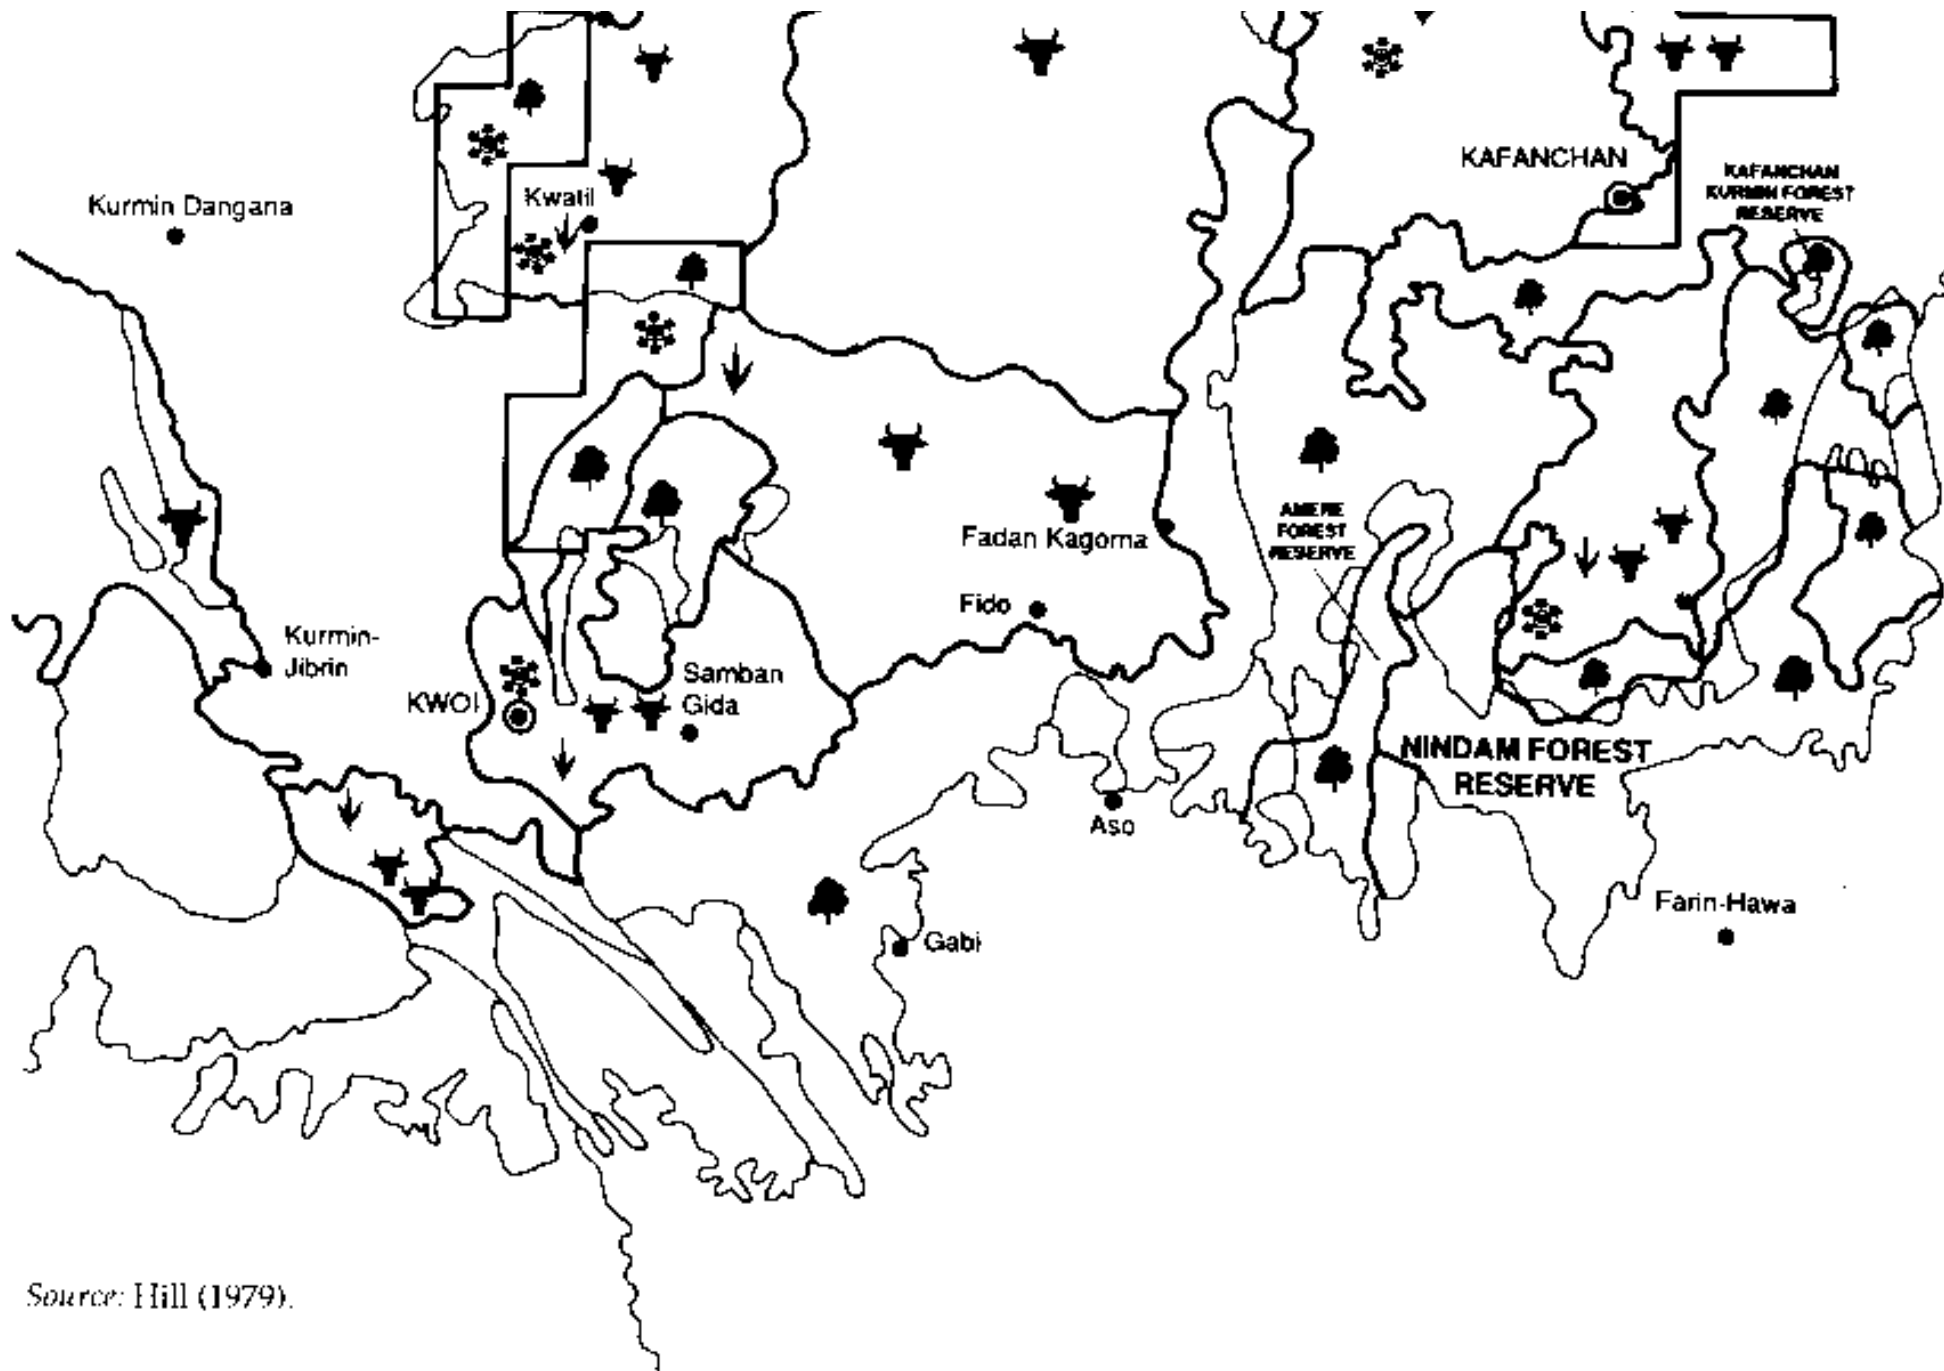 KAFANCHAN
KAFANCHAN
KURMIN FOREST
RESERVE
Kurmin Dangana
Kwatil
AMERE
FOREST
RESERVE
Fadan Kagoma
Fido
Kurmin-
Jibrin
Samban
Gida
KWOI
NINDAM FOREST
RESERVE
Aso
Farin-Hawa
Gabi
Source: Hill (1979).